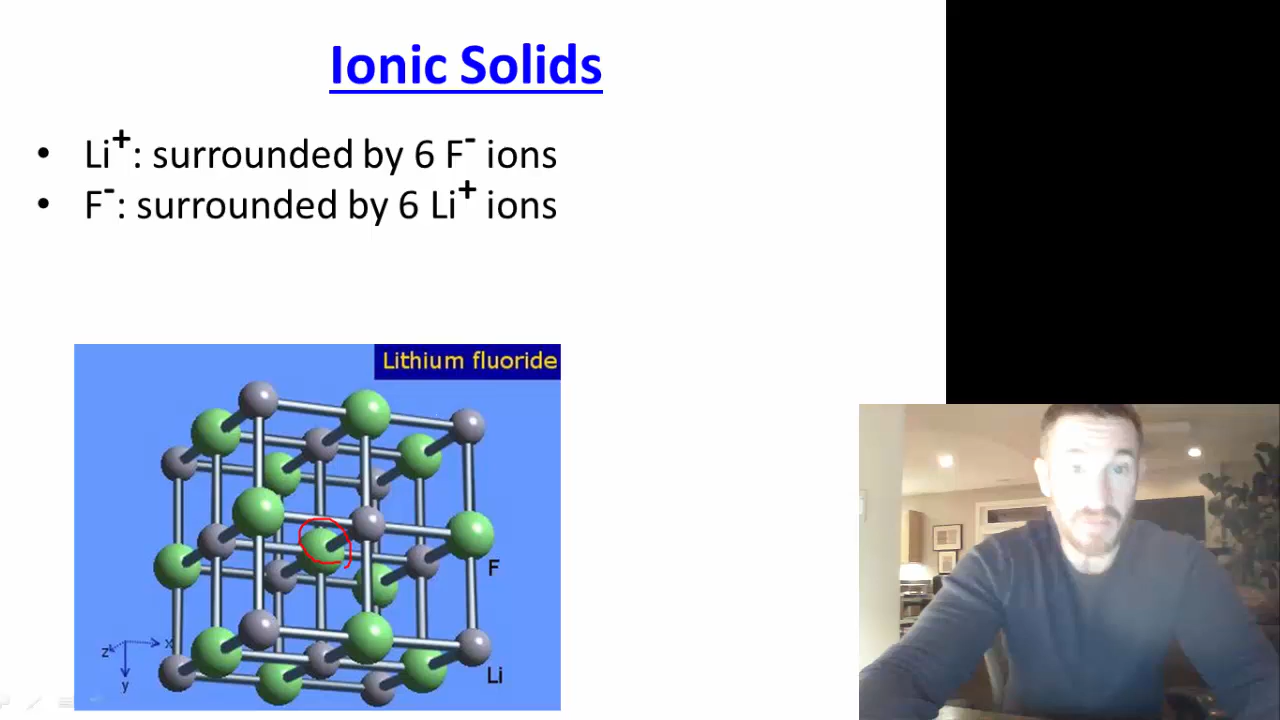 Ionic Solids
• Li⁺: surrounded by 6 F⁻ ions
• F⁻: surrounded by 6 Li⁺ ions
Lithium fluoride
F
Li
x
z
y